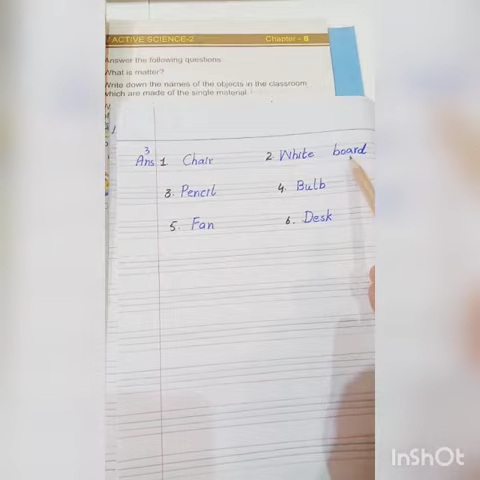 ACTIVE SCIENCE-2 Chapter - 8
Answer the following questions.
What is matter?
Write down the names of the objects in the classroom
which are made of the single material.
3
Ans 1 Chair 2. White board
3. Pencil 4. Bulb
5. Fan 6. Desk
InShOt